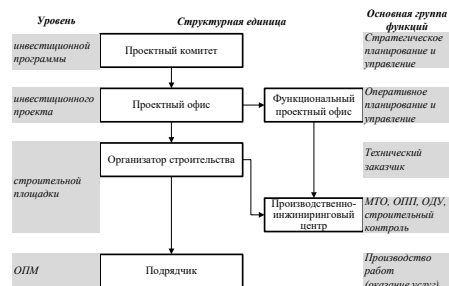 Уровень
Структурная единица
Основная группа
функций
инвестиционной
программы
Проектный комитет
Стратегическое
планирование и
управление
инвестиционного
проекта
Проектный офис
Функциональный
проектный офис
Оперативное
планирование и
управление
Организатор строительства
Технический
заказчик
строительной
площадки
Производственно-
инжиниринговый
центр
МТО, ОПП, ОДУ,
строительный
контроль
ОПМ
Подрядчик
Производство
работ
(оказание услуг)